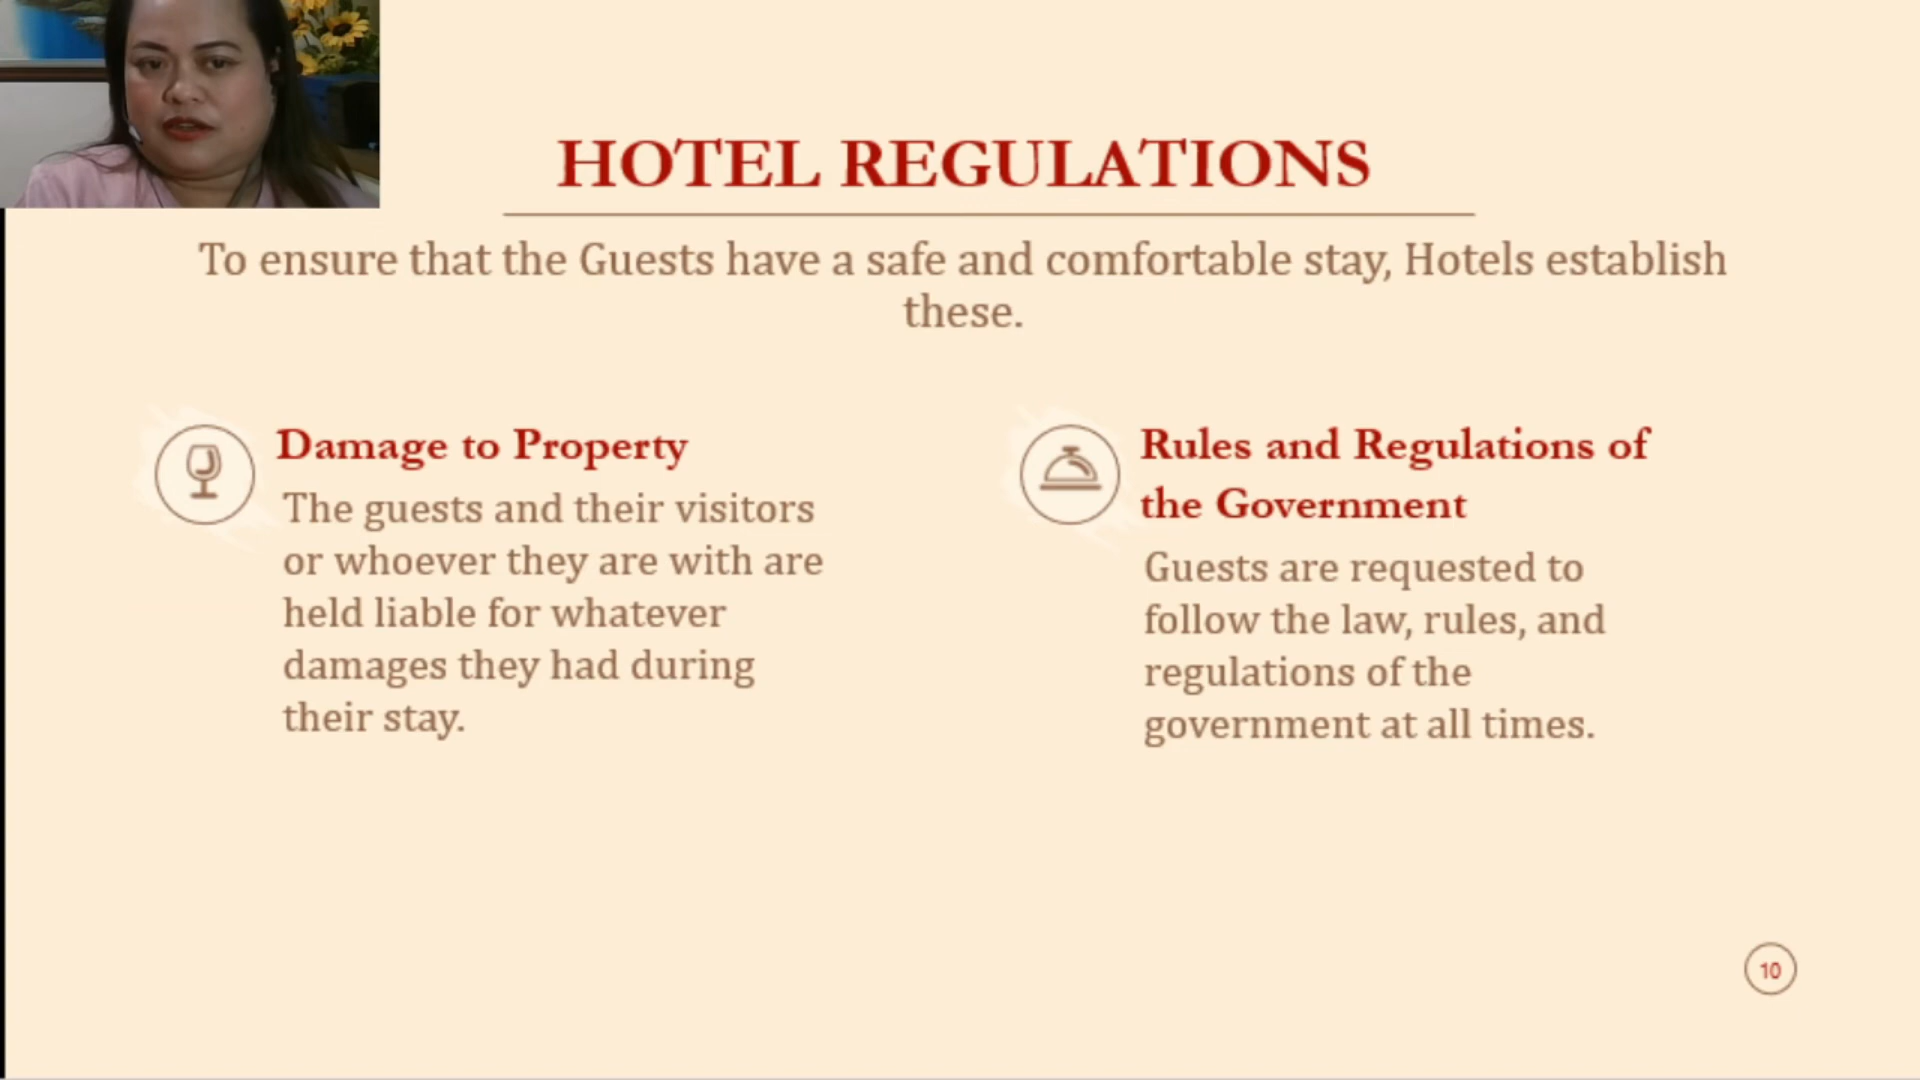 HOTEL REGULATIONS
To ensure that the Guests have a safe and comfortable stay, Hotels establish
these.
Damage to Property
The guests and their visitors
or whoever they are with are
held liable for whatever
damages they had during
their stay.
Rules and Regulations of
the Government
Guests are requested to
follow the law, rules, and
regulations of the
government at all times.
10